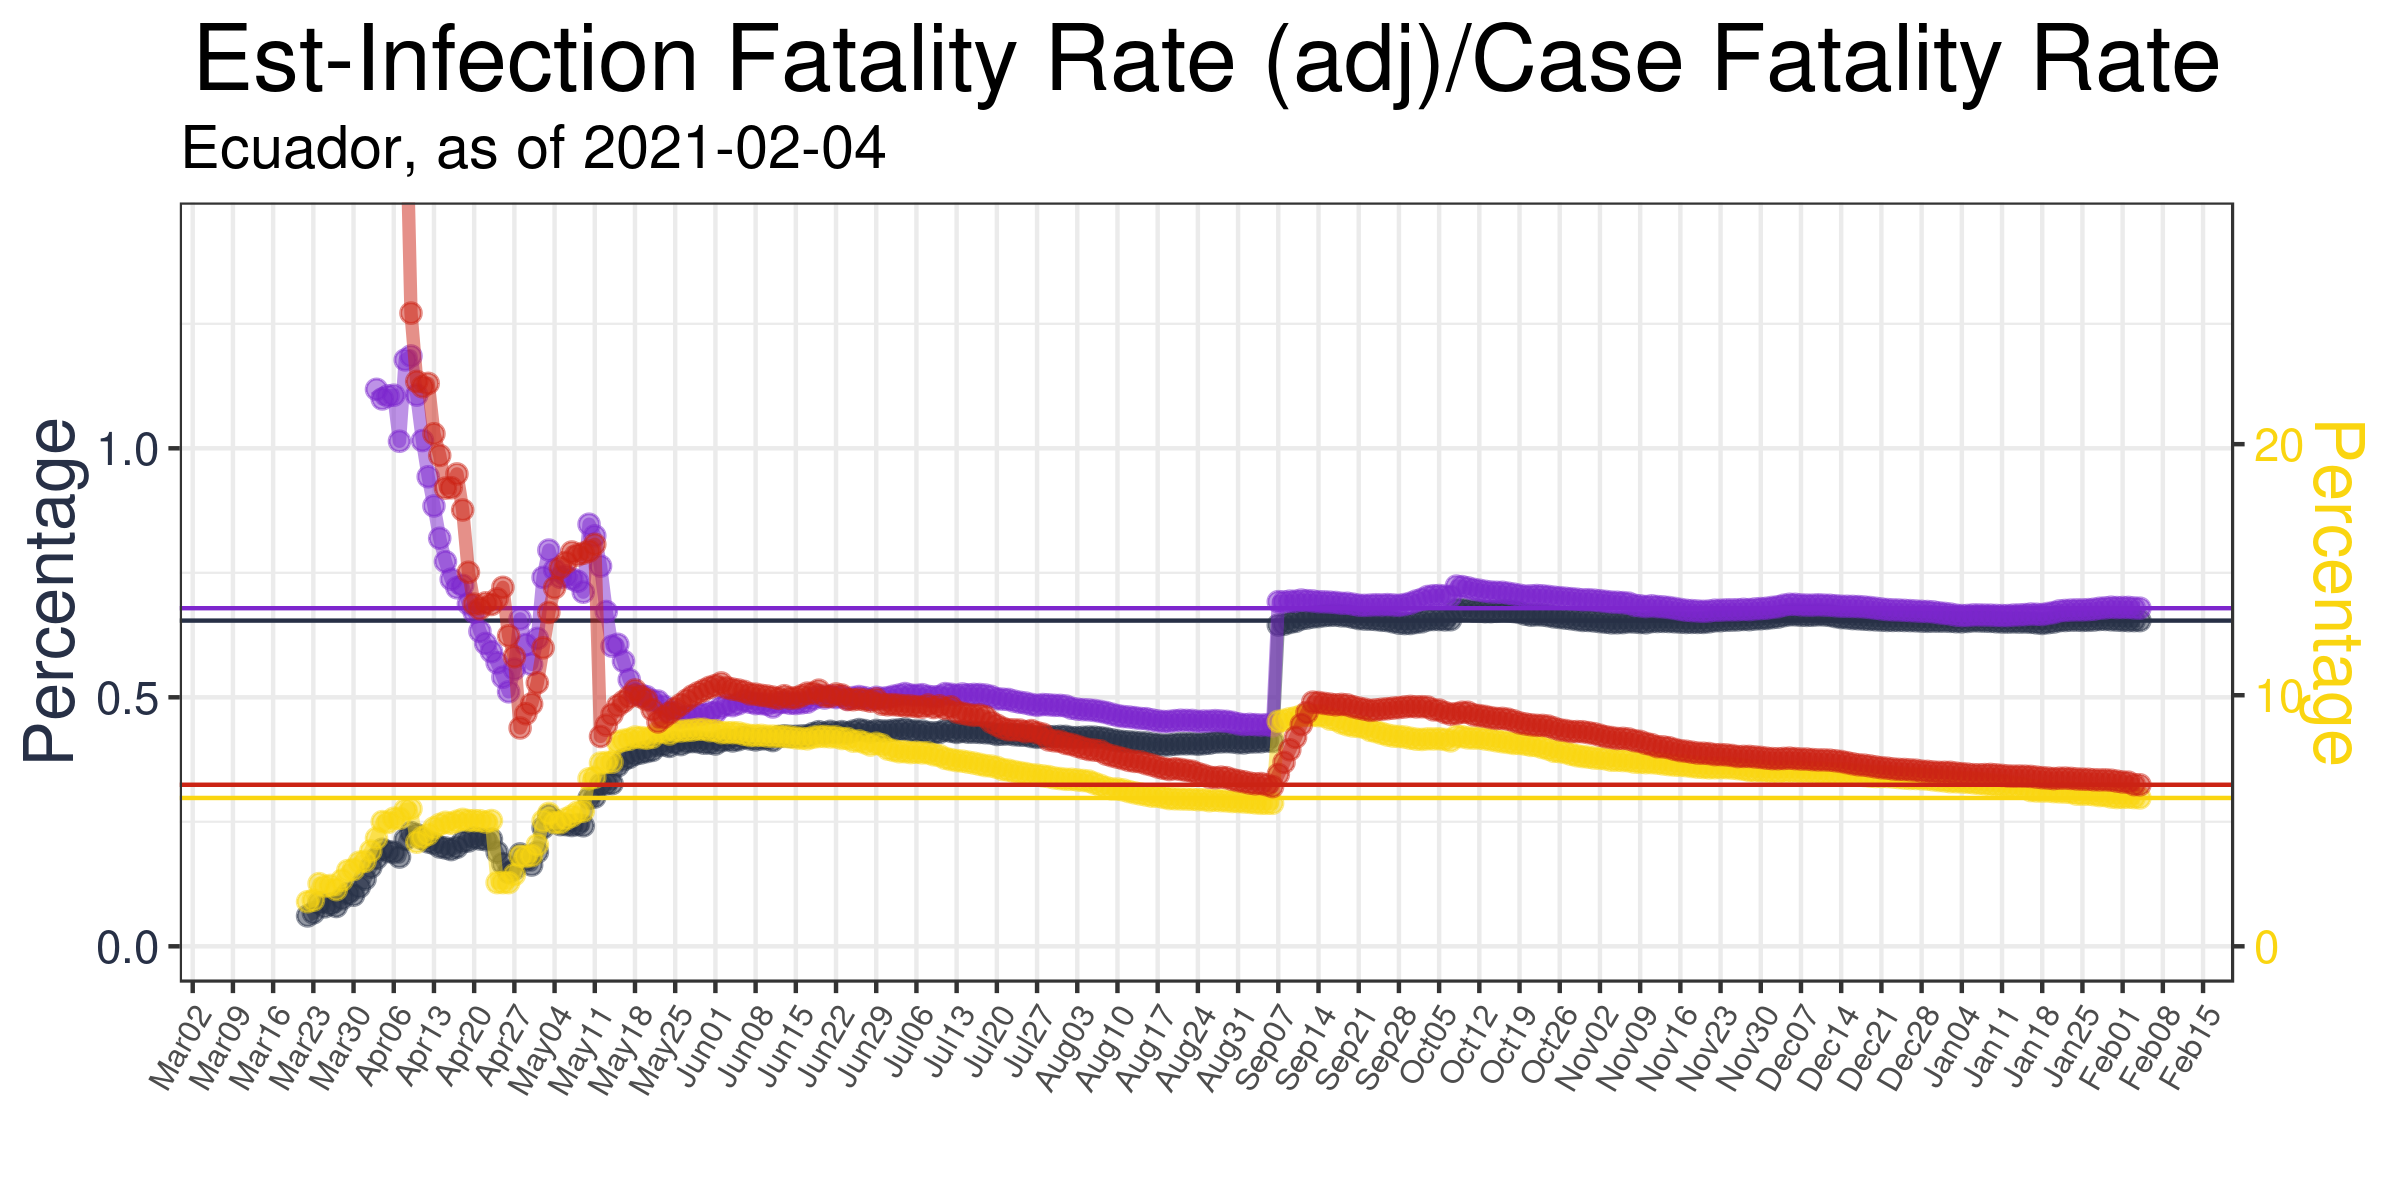 Est-Infection Fatality Rate (adj)/Case Fatality Rate
Ecuador, as of 2021-02-04
Percentage
1.0
0.5
0.0
20
10
0
Percentage
Mar02
Mar09
Mar16
Mar23
Mar30
Apr06
Apr13
Apr20
Apr27
May04
May11
May18
May25
Jun01
Jun08
Jun15
Jun22
Jun29
Jul06
Jul13
Jul20
Jul27
Aug03
Aug10
Aug17
Aug24
Aug31
Sep07
Sep14
Sep21
Sep28
Oct05
Oct12
Oct19
Oct26
Nov02
Nov09
Nov16
Nov23
Nov30
Dec07
Dec14
Dec21
Dec28
Jan04
Jan11
Jan18
Jan25
Feb01
Feb08
Feb15